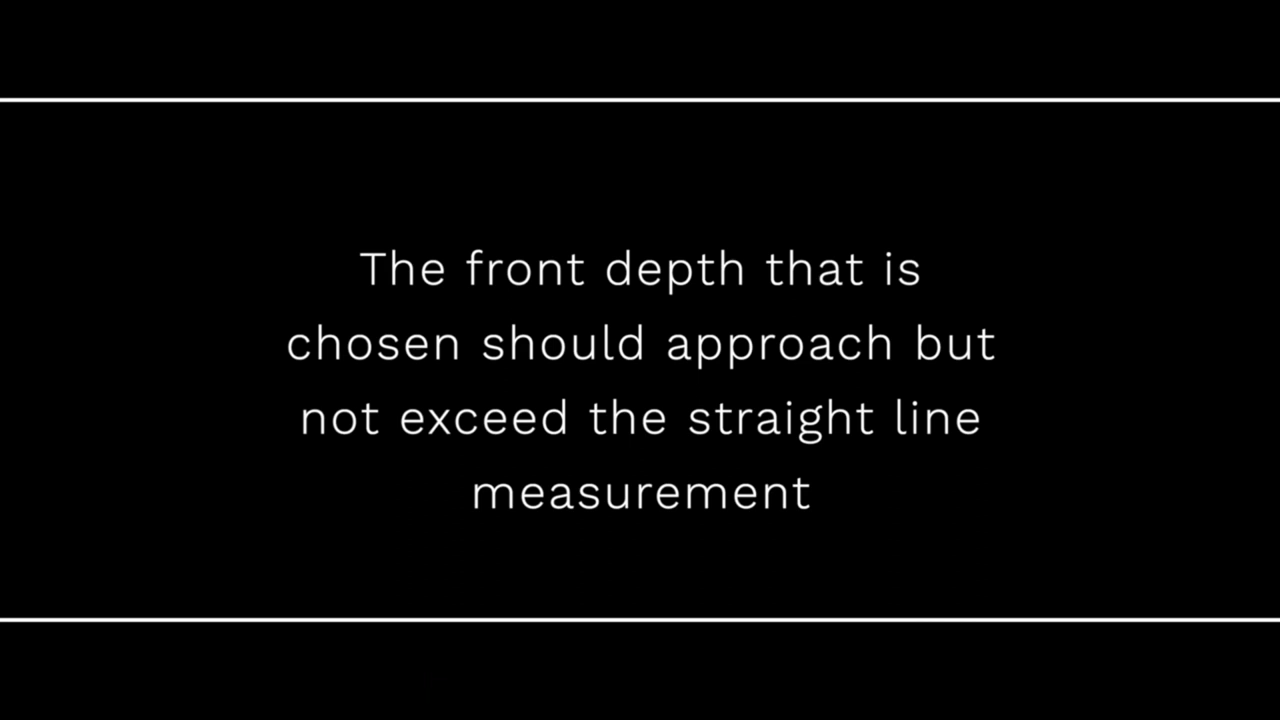 The front depth that is
chosen should approach but
not exceed the straight line
measurement